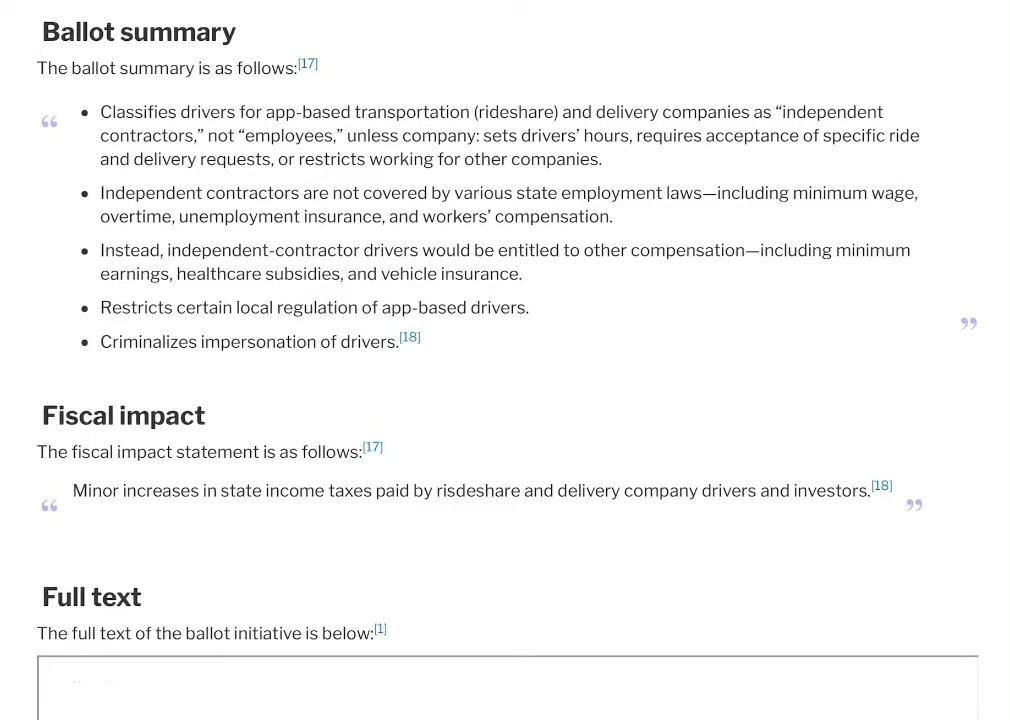 Ballot summary
The ballot summary is as follows:[17]
“
• Classifies drivers for app-based transportation (rideshare) and delivery companies as “independent
contractors,” not “employees,” unless company: sets drivers’ hours, requires acceptance of specific ride
and delivery requests, or restricts working for other companies.
• Independent contractors are not covered by various state employment laws—including minimum wage,
overtime, unemployment insurance, and workers’ compensation.
• Instead, independent-contractor drivers would be entitled to other compensation—including minimum
earnings, healthcare subsidies, and vehicle insurance.
• Restricts certain local regulation of app-based drivers.
• Criminalizes impersonation of drivers.[18]
”
Fiscal impact
The fiscal impact statement is as follows:[17]
“ Minor increases in state income taxes paid by risdeshare and delivery company drivers and investors.[18] ”
Full text
The full text of the ballot initiative is below:[1]